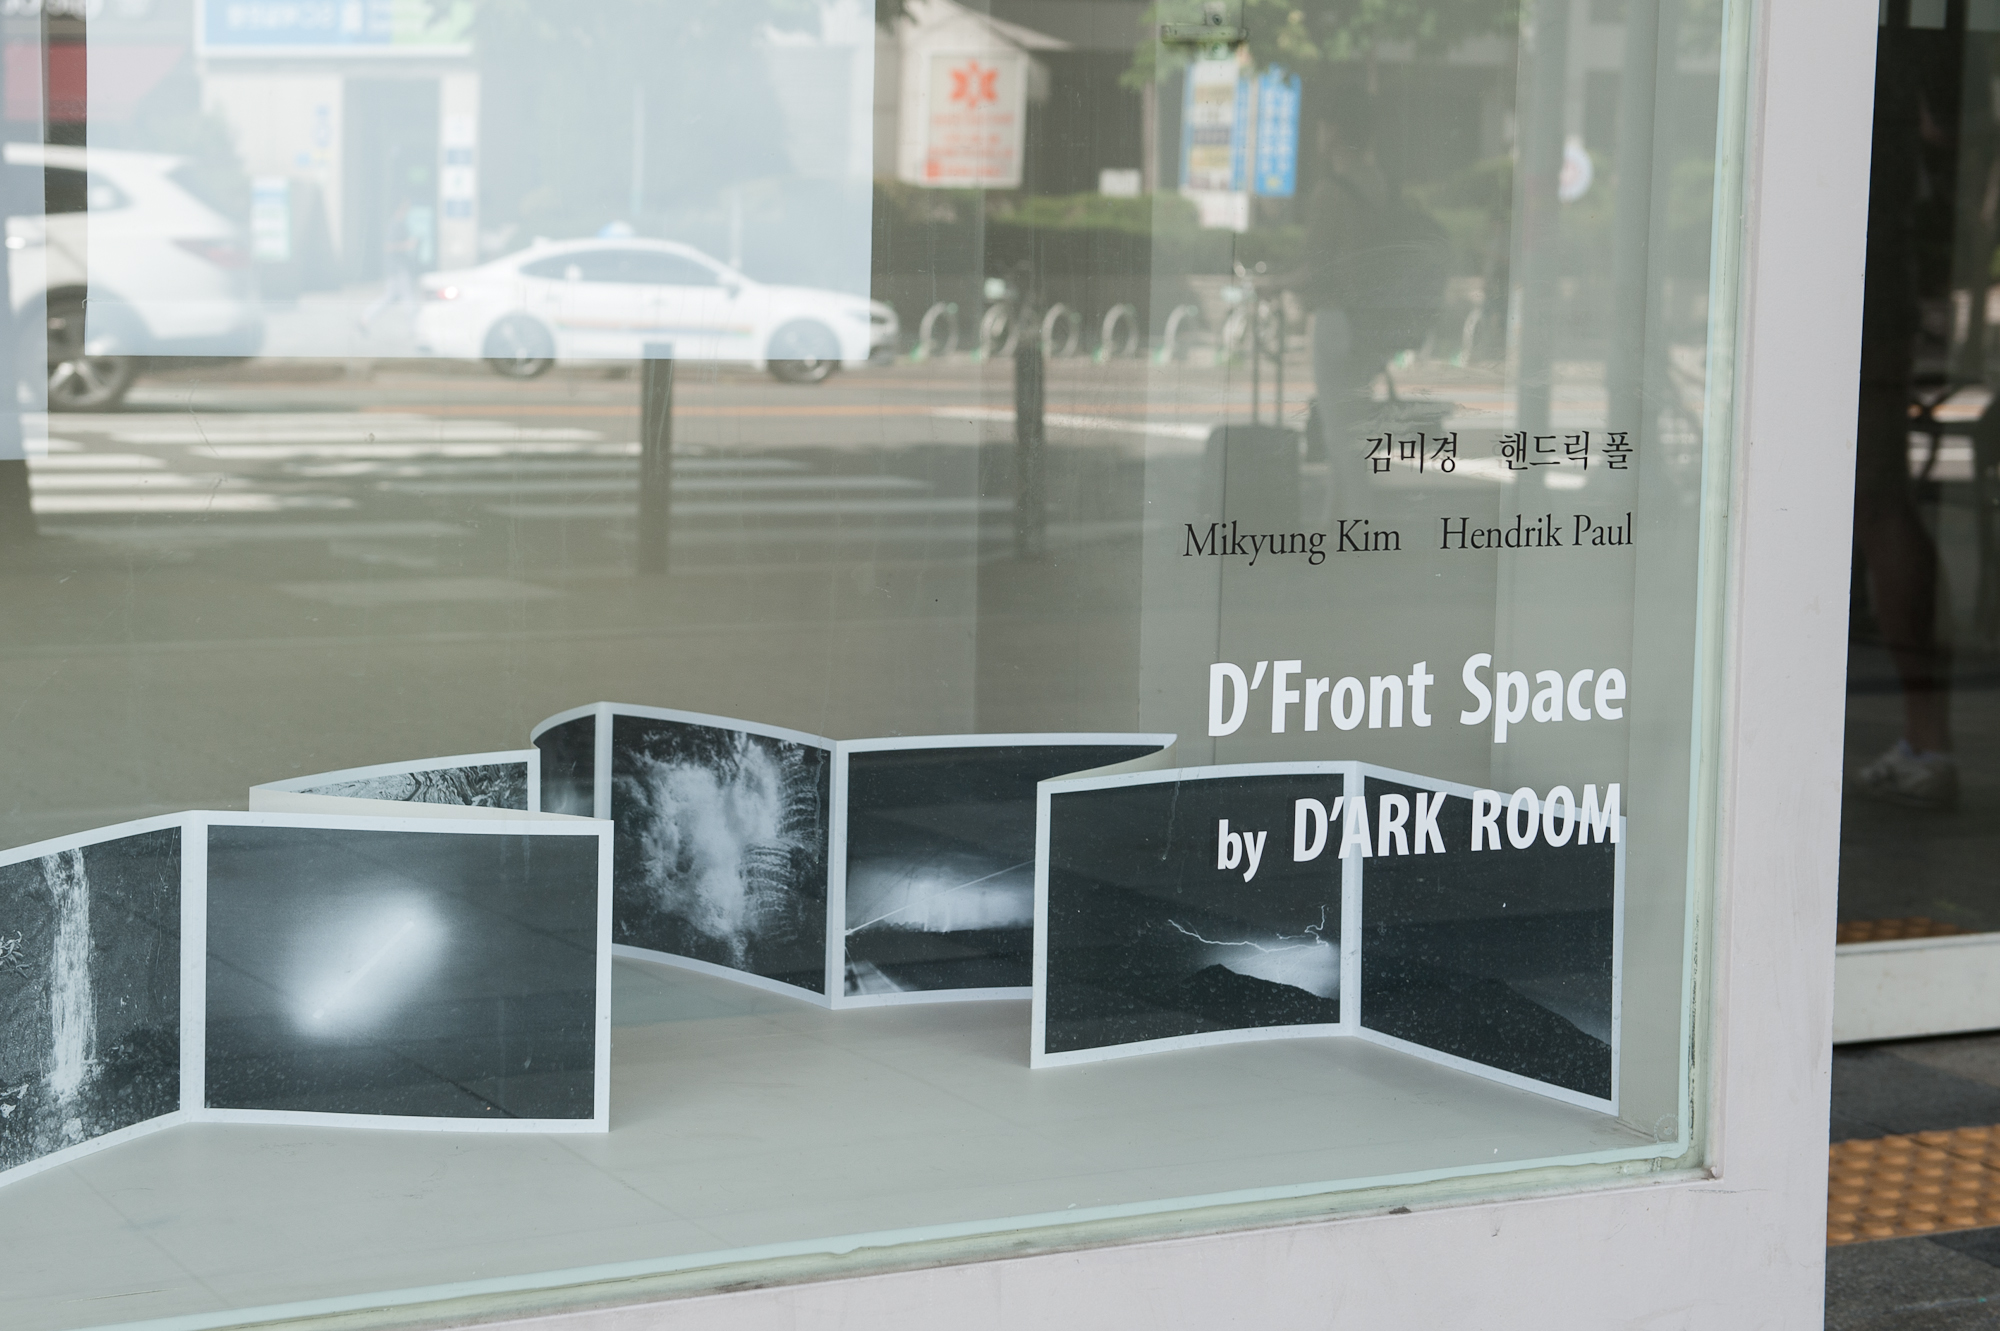 김미경 핸드릭 폴
Mikyung Kim Hendrik Paul
D'Front Space
by D'ARK ROOM